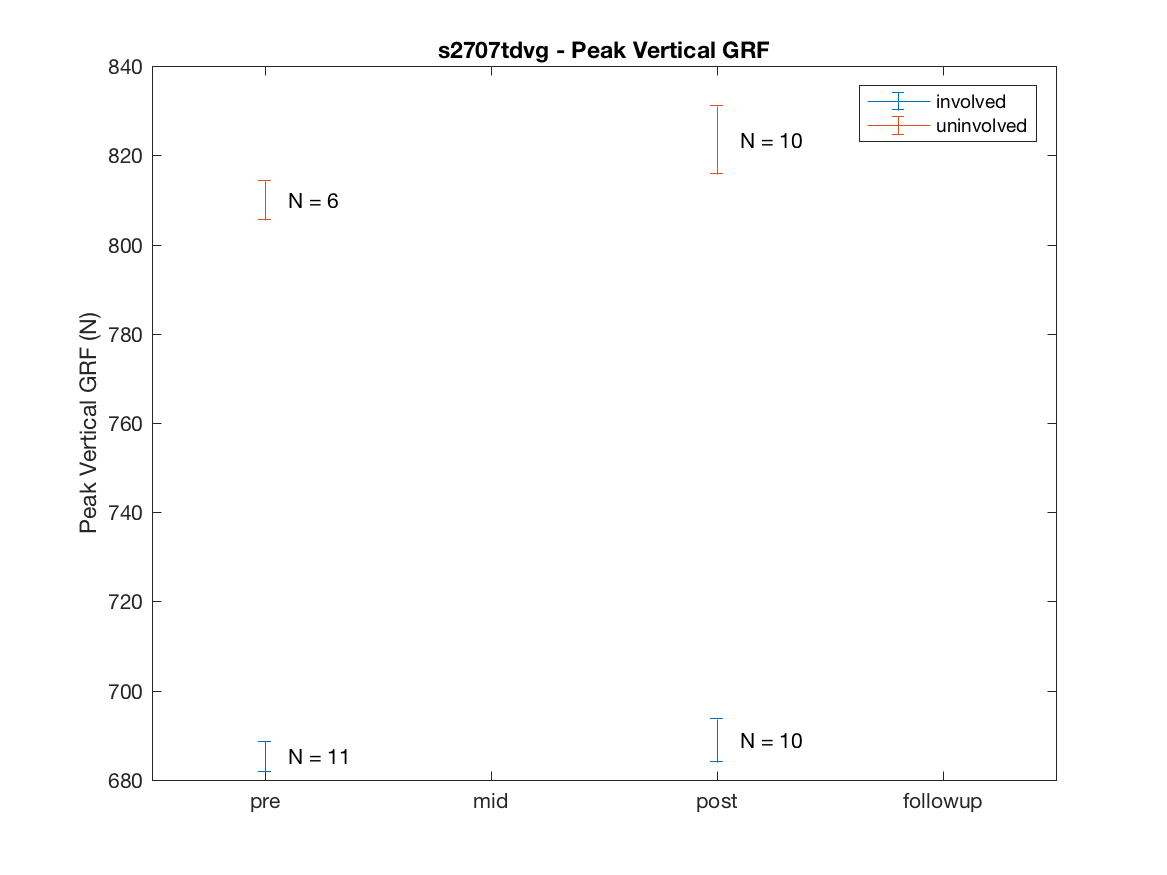 s2707tdvg - Peak Vertical GRF
840
820
800
780
760
740
720
700
680
Peak Vertical GRF (N)
involved
uninvolved
N = 10
N = 6
N = 10
N = 11
pre
mid
post
followup